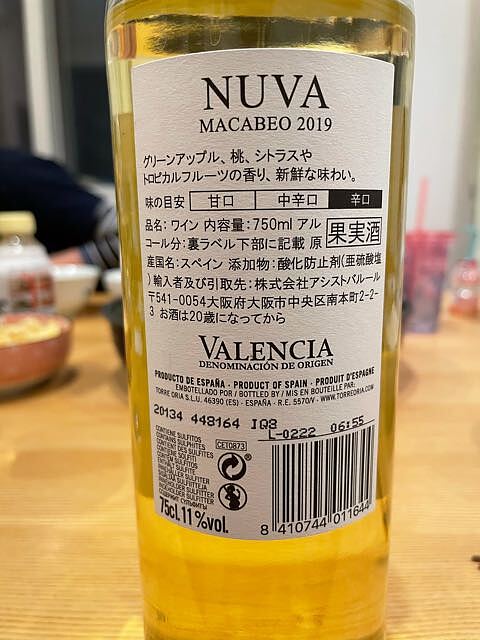 NUVA
MACABEO 2019
グリーンアップル、桃、シトラスや
トロピカルフルーツの香り、新鮮な味わい。
味の目安 甘口 中辛口 辛口
品名:ワイン 内容量:750ml アル
コール分:裏ラベル下部に記載 原
果実酒
産国名:スペイン 添加物:酸化防止剤(亜硫酸塩
)輸入者及び引取先:株式会社アシストバルール
〒541-0054大阪府大阪市中央区南本町2-2-
3 お酒は20歳になってから
VALENCIA
DENOMINACIÓN DE ORIGEN
PRODUCTO DE ESPAÑA · PRODUCT OF SPAIN · PRODUIT D'ESPAGNE
EMBOTELLADO POR / BOTTLED BY / MIS EN BOUTEILLE PAR:
TORRE ORIA S.L.U. 46390 (ES) - ESPAÑA - R.E. 5570/V - WWW.TORREORIA.COM
20134 448164 IQ8
L-0222 06:55
CONTIENE SULFITOS
CONTAINS SULPHITES
CONTIENT DES SULFITES
CET0873
75cl. 11%vol.
8 410744 011644